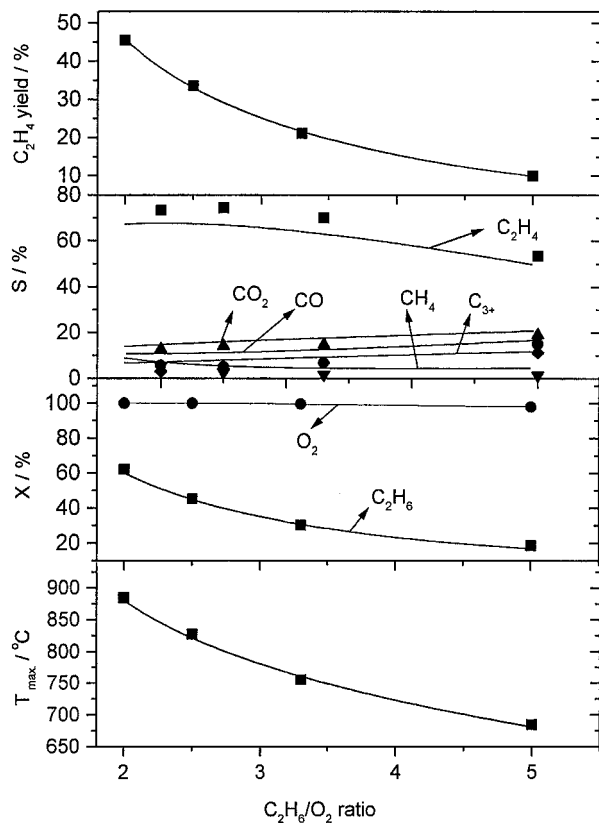 50
40
30
20
10
C₂H₄ yield / %
80
60
40
20
0
S / %
C₂H₄
CO₂
CO
CH₄
C₃₊
100
80
60
40
20
X / %
O₂
C₂H₆
900
850
800
750
700
650
T max. / °C
2
3
4
5
C₂H₆/O₂ ratio